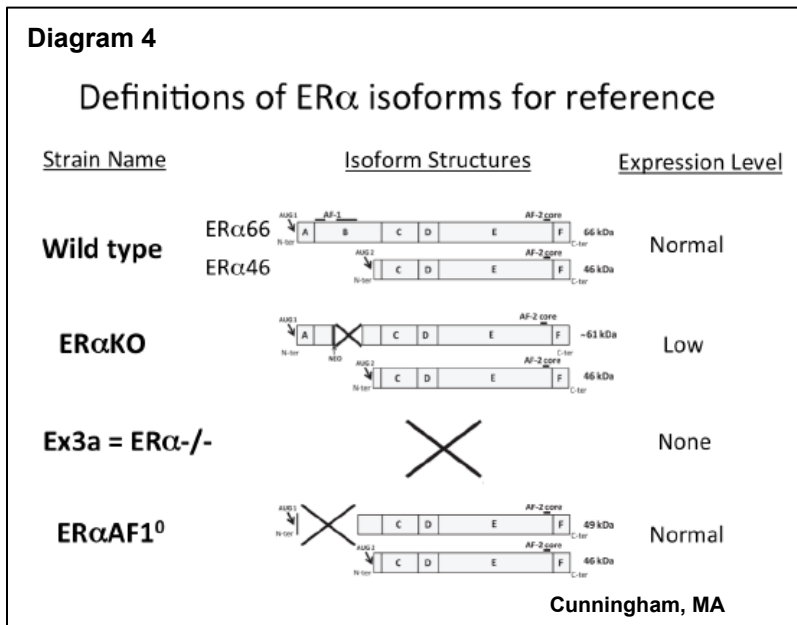 Diagram 4
Definitions of ERα isoforms for reference
Strain Name Isoform Structures Expression Level
Wild type
ERα66
AUG 1
N-ter
A
AF-1
B
C D E
AF-2 core
F
C-ter
66 kDa
ERα46
AUG 2
N-ter
C D E
AF-2 core
F
C-ter
46 kDa
Normal
ERαKO
AUG 1
N-ter
A
NEO
C D E
AF-2 core
F
C-ter
~61 kDa
AUG 2
N-ter
C D E
AF-2 core
F
C-ter
46 kDa
Low
Ex3a = ERα-/-
None
ERαAF1⁰
AUG 1
N-ter
C D E
AF-2 core
F
C-ter
49 kDa
AUG 2
N-ter
C D E
AF-2 core
F
C-ter
46 kDa
Normal
Cunningham, MA